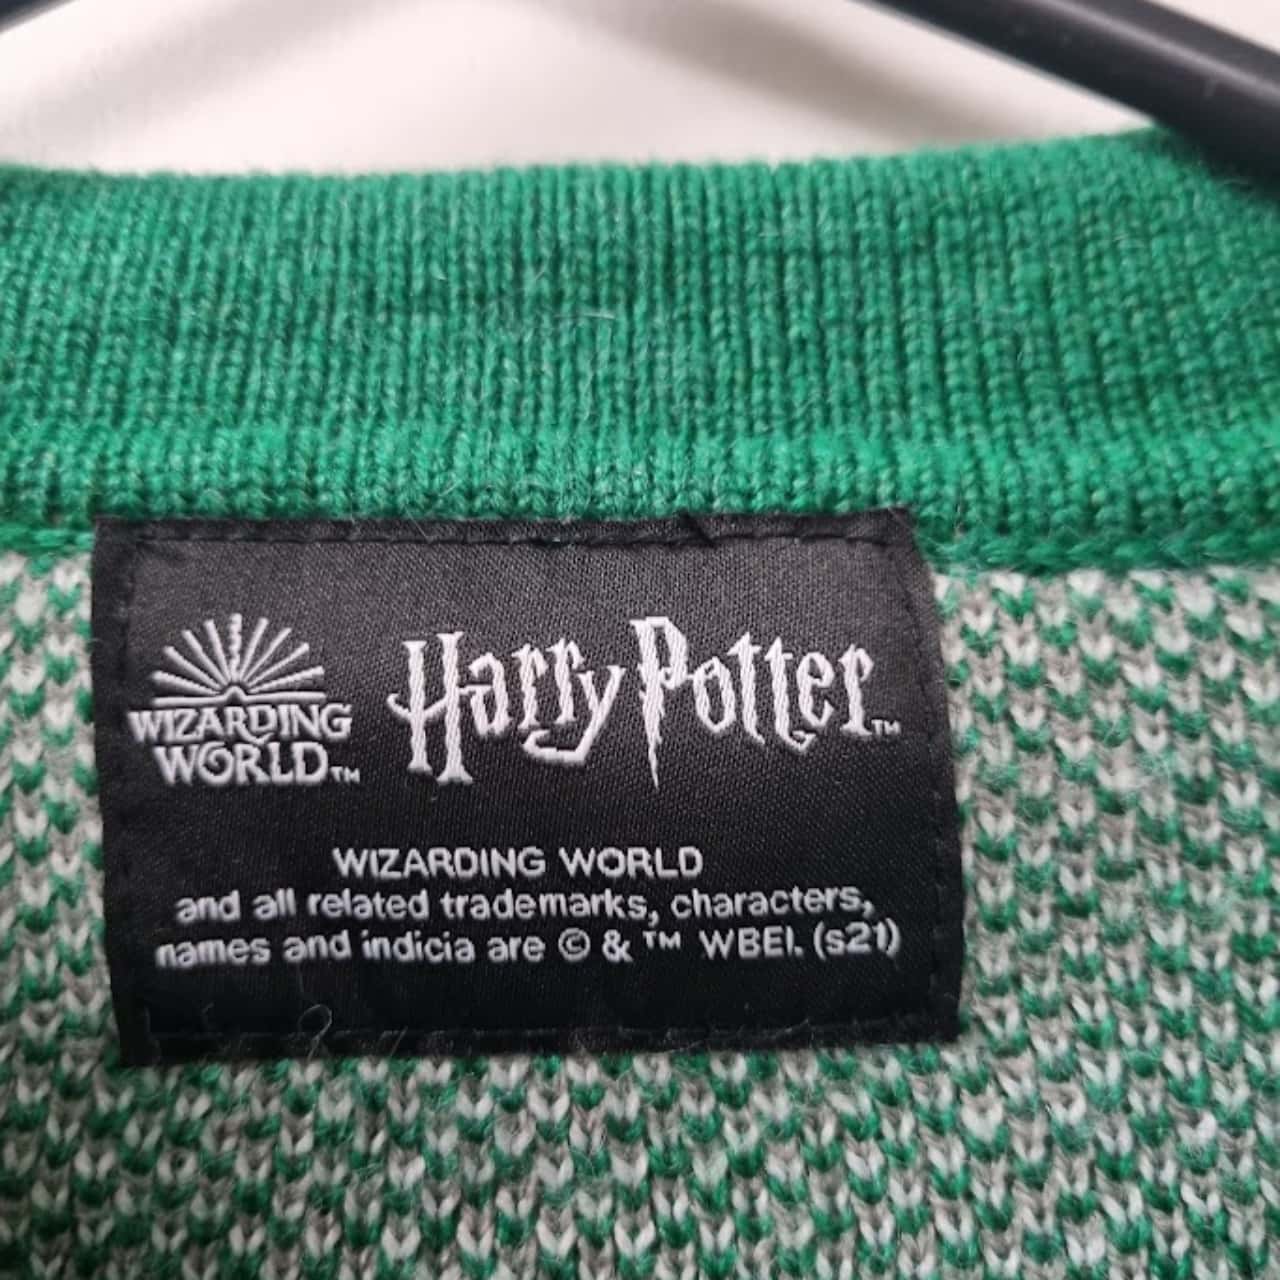 WIZARDING
WORLD™
Harry Potter™
WIZARDING WORLD
and all related trademarks, characters,
names and indicia are © & ™ WBEI. (s21)